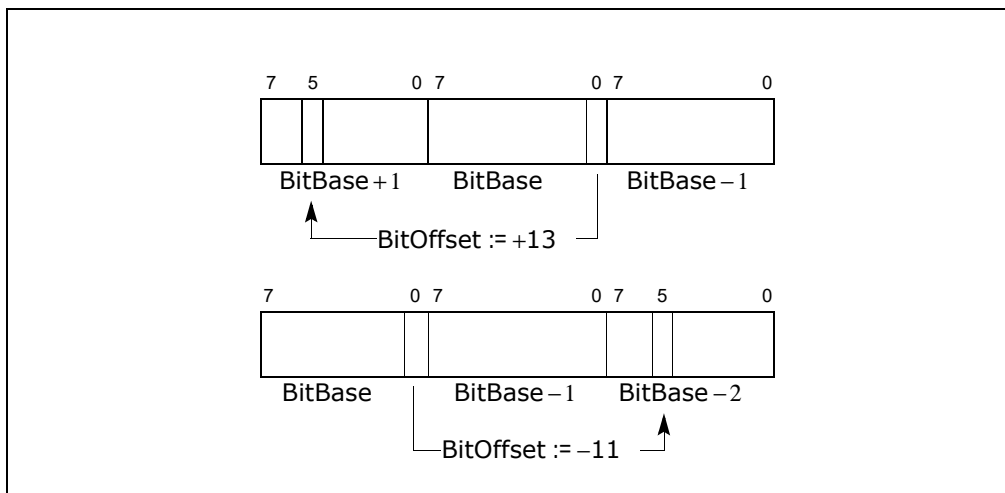 7 5 0 7 0 7 0
BitBase +1 BitBase BitBase −1
BitOffset := +13
7 0 7 0 7 5 0
BitBase BitBase −1 BitBase −2
BitOffset := −11